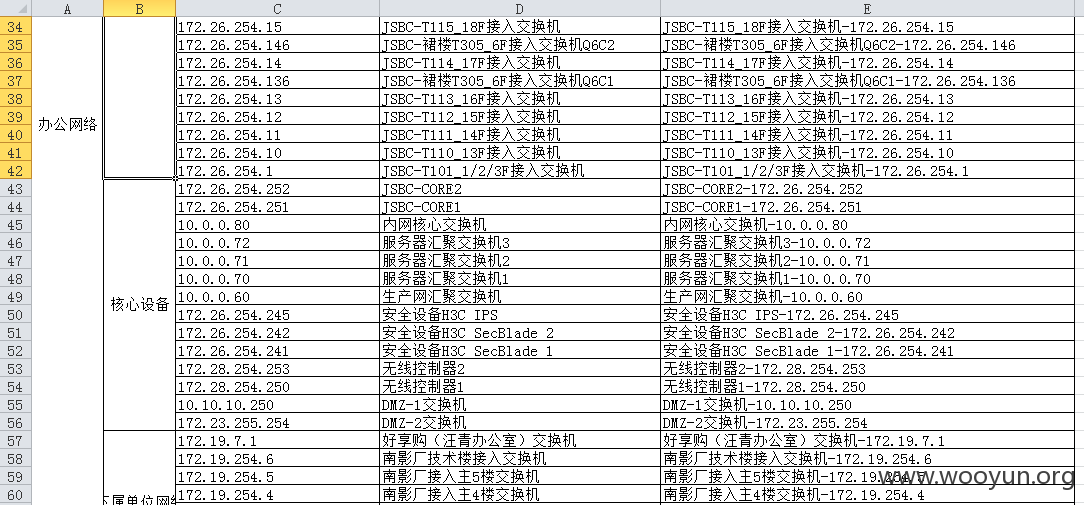 A B C D E
34 172.26.254.15 JSBC-T115_18F接入交换机 JSBC-T115_18F接入交换机-172.26.254.15
35 172.26.254.146 JSBC-裙楼T305_6F接入交换机Q6C2 JSBC-裙楼T305_6F接入交换机Q6C2-172.26.254.146
36 172.26.254.14 JSBC-T114_17F接入交换机 JSBC-T114_17F接入交换机-172.26.254.14
37 172.26.254.136 JSBC-裙楼T305_6F接入交换机Q6C1 JSBC-裙楼T305_6F接入交换机Q6C1-172.26.254.136
38 172.26.254.13 JSBC-T113_16F接入交换机 JSBC-T113_16F接入交换机-172.26.254.13
39 办公网络 172.26.254.12 JSBC-T112_15F接入交换机 JSBC-T112_15F接入交换机-172.26.254.12
40 172.26.254.11 JSBC-T111_14F接入交换机 JSBC-T111_14F接入交换机-172.26.254.11
41 172.26.254.10 JSBC-T110_13F接入交换机 JSBC-T110_13F接入交换机-172.26.254.10
42 172.26.254.1 JSBC-T101_1/2/3F接入交换机 JSBC-T101_1/2/3F接入交换机-172.26.254.1
43 172.26.254.252 JSBC-CORE2 JSBC-CORE2-172.26.254.252
44 172.26.254.251 JSBC-CORE1 JSBC-CORE1-172.26.254.251
45 10.0.0.80 内网核心交换机 内网核心交换机-10.0.0.80
46 10.0.0.72 服务器汇聚交换机3 服务器汇聚交换机3-10.0.0.72
47 10.0.0.71 服务器汇聚交换机2 服务器汇聚交换机2-10.0.0.71
48 10.0.0.70 服务器汇聚交换机1 服务器汇聚交换机1-10.0.0.70
49 核心设备 10.0.0.60 生产网汇聚交换机 生产网汇聚交换机-10.0.0.60
50 172.26.254.245 安全设备H3C IPS 安全设备H3C IPS-172.26.254.245
51 172.26.254.242 安全设备H3C SecBlade 2 安全设备H3C SecBlade 2-172.26.254.242
52 172.26.254.241 安全设备H3C SecBlade 1 安全设备H3C SecBlade 1-172.26.254.241
53 172.28.254.253 无线控制器2 无线控制器2-172.28.254.253
54 172.28.254.250 无线控制器1 无线控制器1-172.28.254.250
55 10.10.10.250 DMZ-1交换机 DMZ-1交换机-10.10.10.250
56 172.23.255.254 DMZ-2交换机 DMZ-2交换机-172.23.255.254
57 172.19.7.1 好享购（汪青办公室）交换机 好享购（汪青办公室）交换机-172.19.7.1
58 172.19.254.6 南影厂技术楼接入交换机 南影厂技术楼接入交换机-172.19.254.6
59 172.19.254.5 南影厂接入主5楼交换机 南影厂接入主5楼交换机-172.19.254.5
60 下属单位网络 172.19.254.4 南影厂接入主4楼交换机 南影厂接入主4楼交换机-172.19.254.4
www.wooyun.org